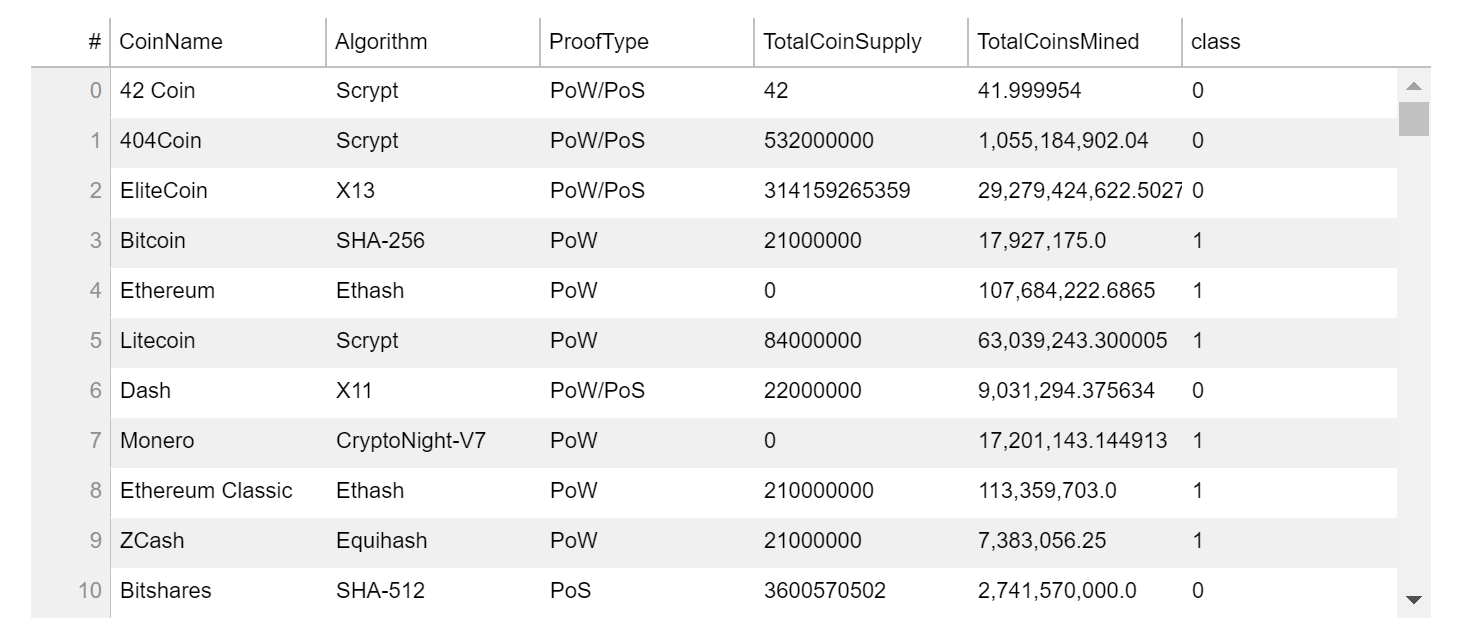 # CoinName Algorithm ProofType TotalCoinSupply TotalCoinsMined class
0 42 Coin Scrypt PoW/PoS 42 41.999954 0
1 404Coin Scrypt PoW/PoS 532000000 1,055,184,902.04 0
2 EliteCoin X13 PoW/PoS 314159265359 29,279,424,622.5027 0
3 Bitcoin SHA-256 PoW 21000000 17,927,175.0 1
4 Ethereum Ethash PoW 0 107,684,222.6865 1
5 Litecoin Scrypt PoW 84000000 63,039,243.300005 1
6 Dash X11 PoW/PoS 22000000 9,031,294.375634 0
7 Monero CryptoNight-V7 PoW 0 17,201,143.144913 1
8 Ethereum Classic Ethash PoW 210000000 113,359,703.0 1
9 ZCash Equihash PoW 21000000 7,383,056.25 1
10 Bitshares SHA-512 PoS 3600570502 2,741,570,000.0 0